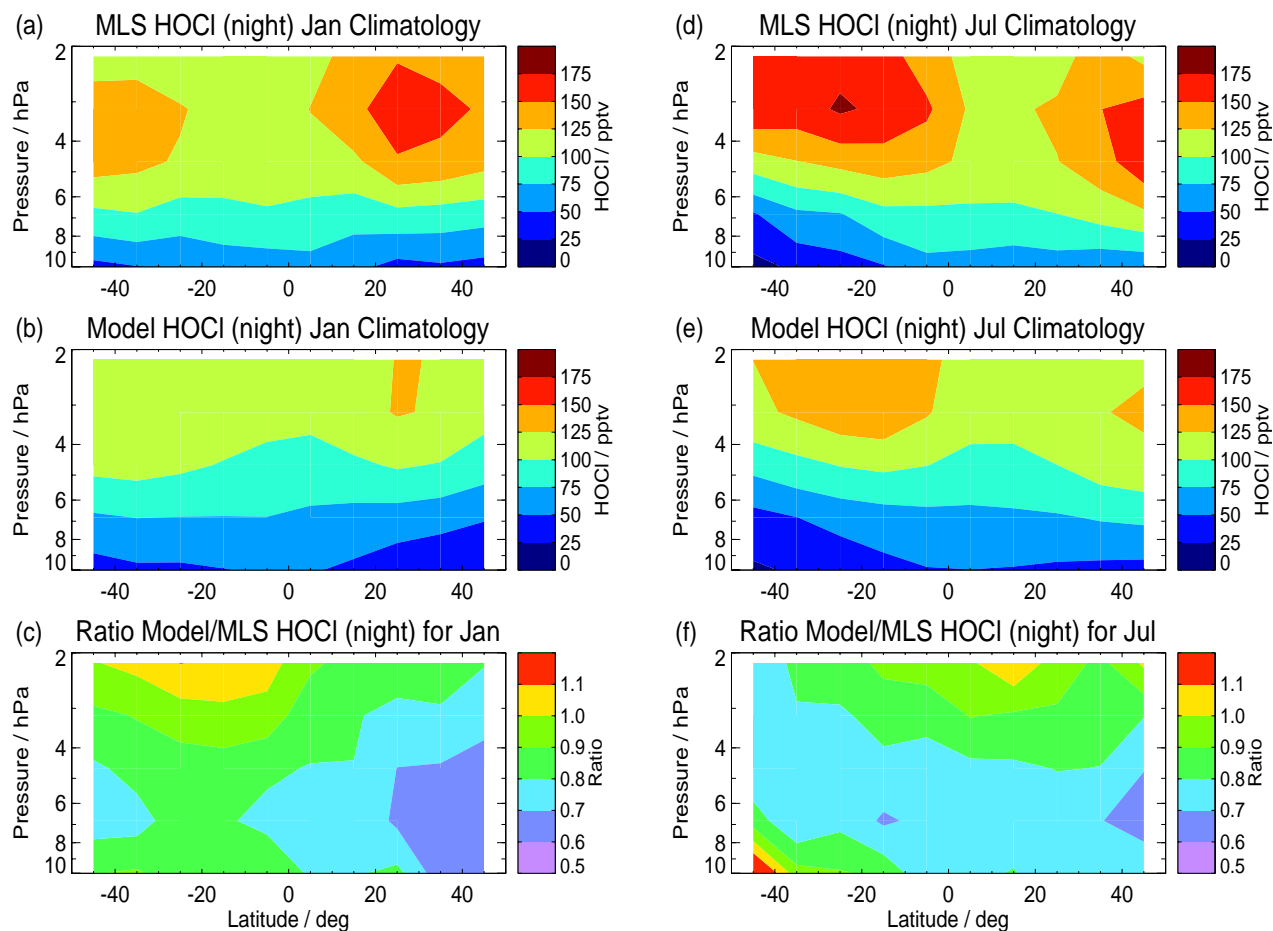 (a) MLS HOCl (night) Jan Climatology
2
4
6
8
10
Pressure / hPa
-40 -20 0 20 40
175
150
125
100
75
50
25
0
HOCl / pptv
(d) MLS HOCl (night) Jul Climatology
2
4
6
8
10
Pressure / hPa
-40 -20 0 20 40
175
150
125
100
75
50
25
0
HOCl / pptv
(b) Model HOCl (night) Jan Climatology
2
4
6
8
10
Pressure / hPa
-40 -20 0 20 40
175
150
125
100
75
50
25
0
HOCl / pptv
(e) Model HOCl (night) Jul Climatology
2
4
6
8
10
Pressure / hPa
-40 -20 0 20 40
175
150
125
100
75
50
25
0
HOCl / pptv
(c) Ratio Model/MLS HOCl (night) for Jan
2
4
6
8
10
Pressure / hPa
-40 -20 0 20 40
Latitude / deg
1.1
1.0
0.9
0.8
0.7
0.6
0.5
Ratio
(f) Ratio Model/MLS HOCl (night) for Jul
2
4
6
8
10
Pressure / hPa
-40 -20 0 20 40
Latitude / deg
1.1
1.0
0.9
0.8
0.7
0.6
0.5
Ratio